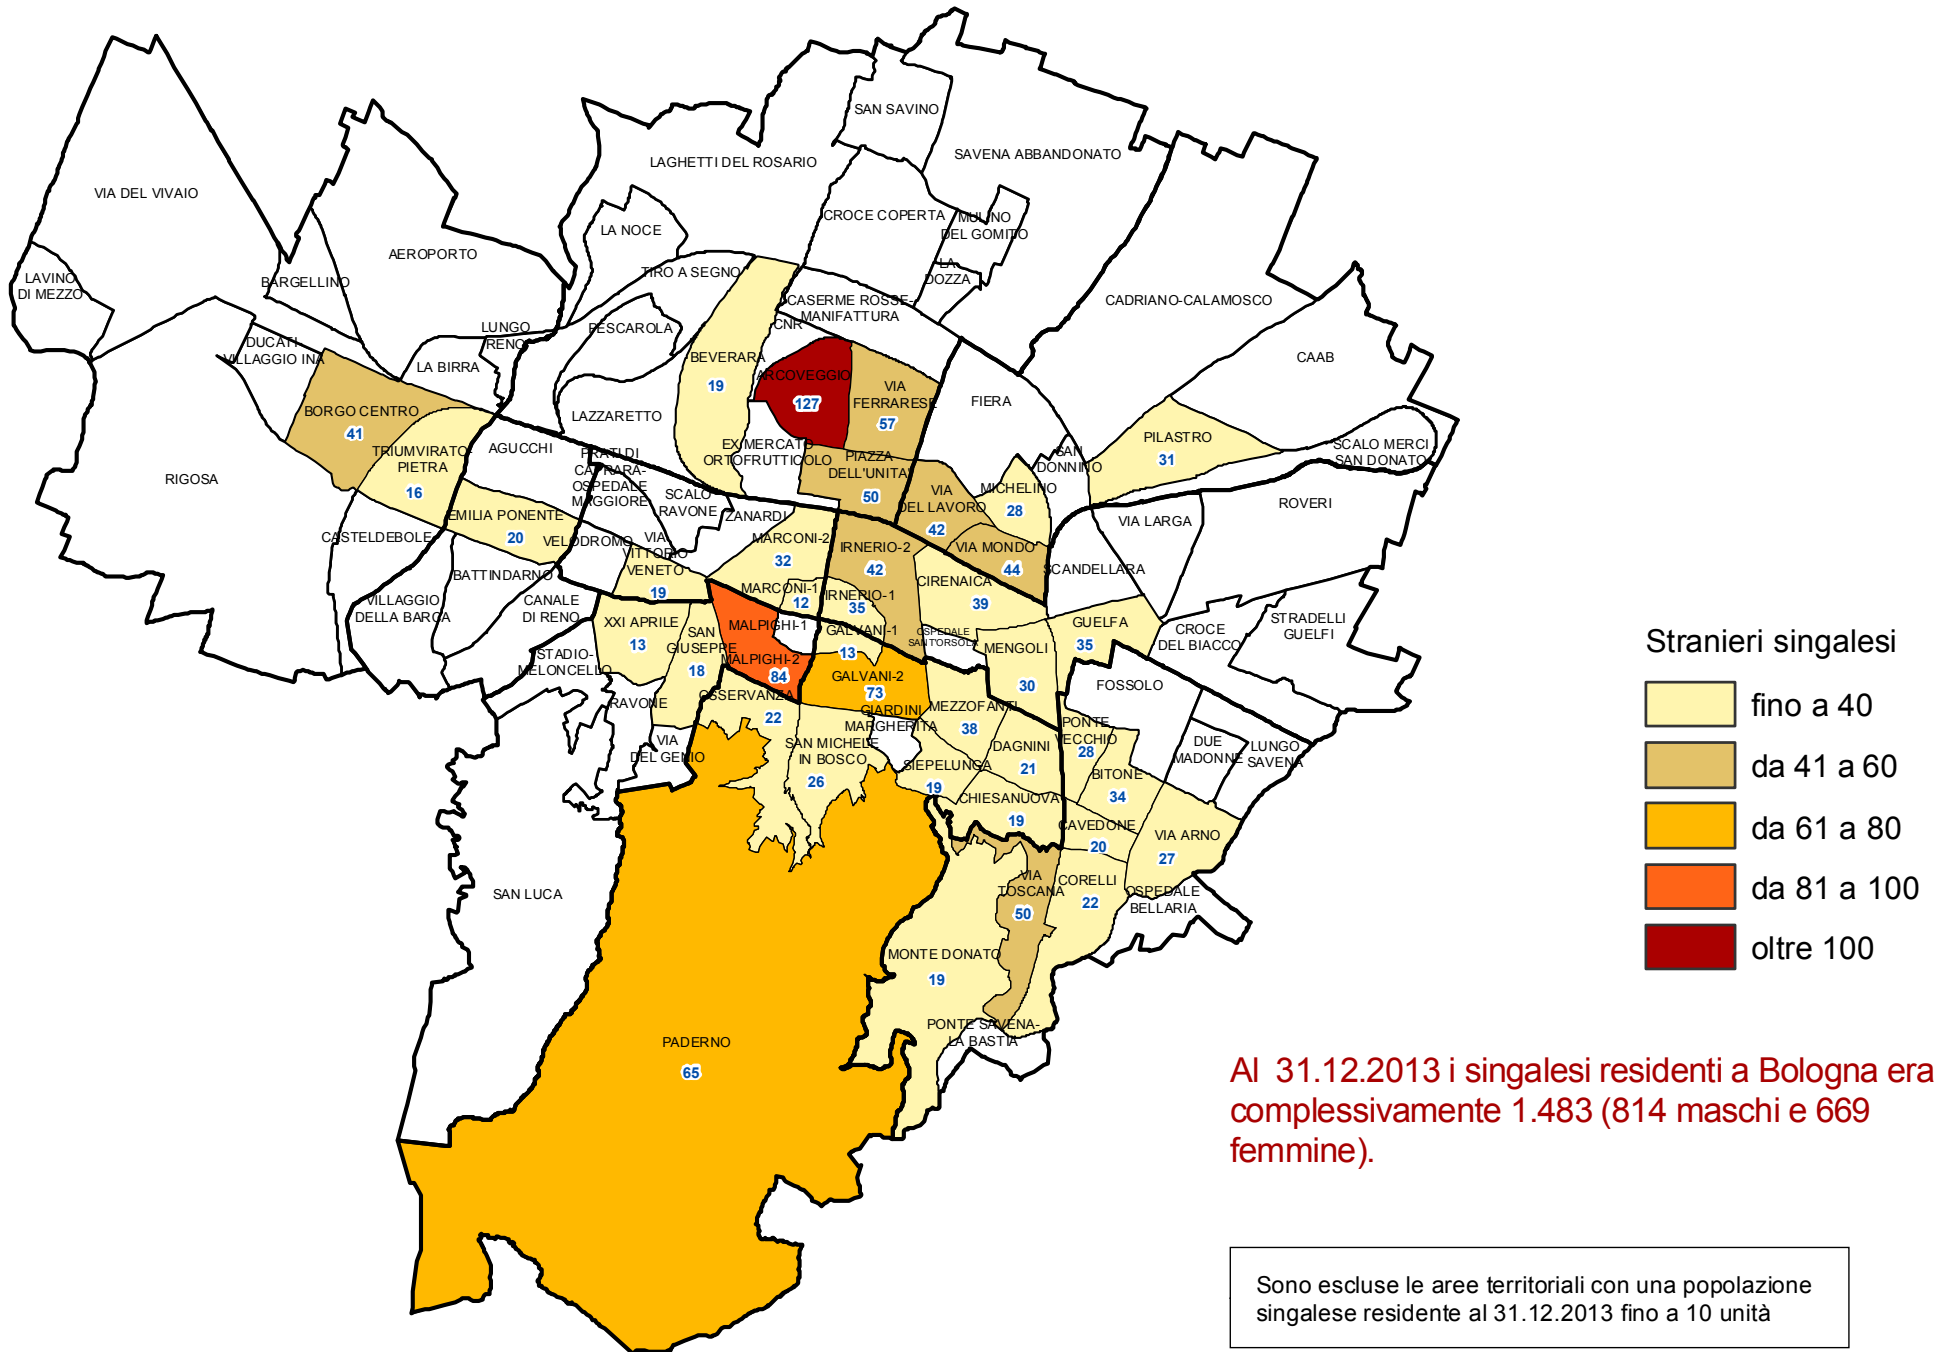 SAN SAVINO
SAVENA ABBANDONATO
LAGHETTI DEL ROSARIO
VIA DEL VIVAIO
CROCE COPERTA
MULINO
DEL GOMITO
LA NOCE
AEROPORTO
LA
DOZZA
TIRO A SEGNO
LAVINO
DI MEZZO
BARGELLINO
CADRIANO-CALAMOSCO
CASERME ROSSE-
MANIFATTURA
CNR
LUNGO
RENO
PESCAROLA
DUCATI-
VILLAGGIO INA
LA BIRRA
BEVERARA
19
CAAB
ARCOVEGGIO
127
VIA
FERRARESE
57
FIERA
BORGO CENTRO
41
LAZZARETTO
TRIUMVIRATO-
PIETRA
16
AGUCCHI
EX MERCATO
ORTOFRUTTICOLO
PIAZZA
DELL'UNITA'
50
PILASTRO
31
SCALO MERCI
SAN DONATO
SAN
DONNINO
RIGOSA
PRATI DI
CAPRARA-
OSPEDALE
MAGGIORE
SCALO
RAVONE
VIA
DEL LAVORO
42
MICHELINO
28
ROVERI
EMILIA PONENTE
20
ZANARDI
VIA LARGA
CASTELDEBOLE
VELODROMO
VIA
VITTORIO
VENETO
19
MARCONI-2
32
IRNERIO-2
42
VIA MONDO
44
BATTINDARNO
SCANDELLARA
CIRENAICA
39
MARCONI-1
12
IRNERIO-1
35
VILLAGGIO
DELLA BARCA
CANALE
DI RENO
XXI APRILE
13
SAN
GIUSEPPE
18
MALPIGHI-1
GALVANI-1
13
OSPEDALE
SANT'ORSOLA
GUELFA
35
STRADELLI
GUELFI
CROCE
DEL BIACCO
MENGOLI
30
STADIO-
MELONCELLO
MALPIGHI-2
84
GALVANI-2
73
FOSSOLO
RAVONE
OSSERVANZA
22
GIARDINI
MARGHERITA
MEZZOFANTI
38
PONTE
VECCHIO
28
VIA
DEL GENIO
SAN MICHELE
IN BOSCO
26
DAGNINI
21
DUE
MADONNE
LUNGO
SAVENA
SIEPELUNGA
19
BITONE
34
CHIESANUOVA
19
CAVEDONE
20
VIA ARNO
27
SAN LUCA
VIA
TOSCANA
50
CORELLI
22
OSPEDALE
BELLARIA
MONTE DONATO
19
PONTE SAVENA-
LA BASTIA
PADERNO
65
Stranieri singalesi
fino a 40
da 41 a 60
da 61 a 80
da 81 a 100
oltre 100
Al 31.12.2013 i singalesi residenti a Bologna era
complessivamente 1.483 (814 maschi e 669
femmine).
Sono escluse le aree territoriali con una popolazione
singalese residente al 31.12.2013 fino a 10 unità